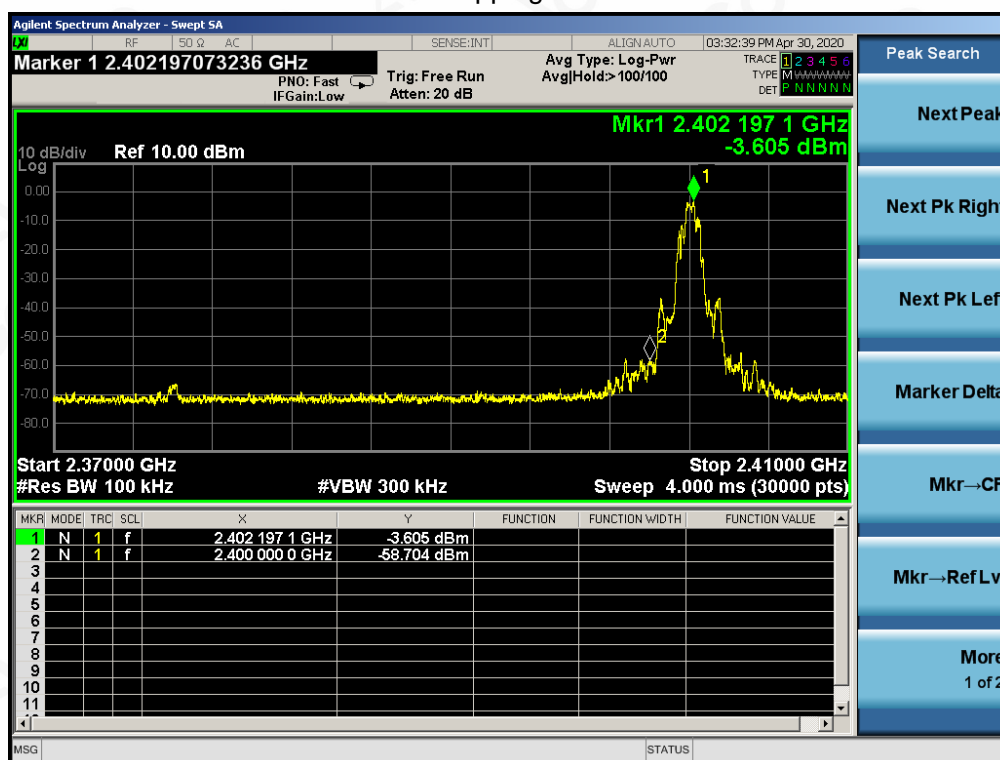 pping
Agilent Spectrum Analyzer - Swept SA
LXI RF 50 Ω AC SENSE:INT ALIGNAUTO 03:32:39 PM Apr 30, 2020
Marker 1 2.402197073236 GHz
PNO: Fast
IFGain:Low
Trig: Free Run
Atten: 20 dB
Avg Type: Log-Pwr
Avg|Hold:>100/100
TRACE 1 2 3 4 5 6
TYPE M
DET P N N N N N
Peak Search
Mkr1 2.402 197 1 GHz
-3.605 dBm
10 dB/div Ref 10.00 dBm
Log
0.00
-10.0
-20.0
-30.0
-40.0
-50.0
-60.0
-70.0
-80.0
1
2
Start 2.37000 GHz Stop 2.41000 GHz
#Res BW 100 kHz #VBW 300 kHz Sweep 4.000 ms (30000 pts)
MKR MODE TRC SCL X Y FUNCTION FUNCTION WIDTH FUNCTION VALUE
1 N 1 f 2.402 197 1 GHz -3.605 dBm
2 N 1 f 2.400 000 0 GHz -58.704 dBm
3
4
5
6
7
8
9
10
11
Next Peak
Next Pk Right
Next Pk Left
Marker Delta
Mkr→CF
Mkr→Ref Lv
More
1 of 2
MSG STATUS